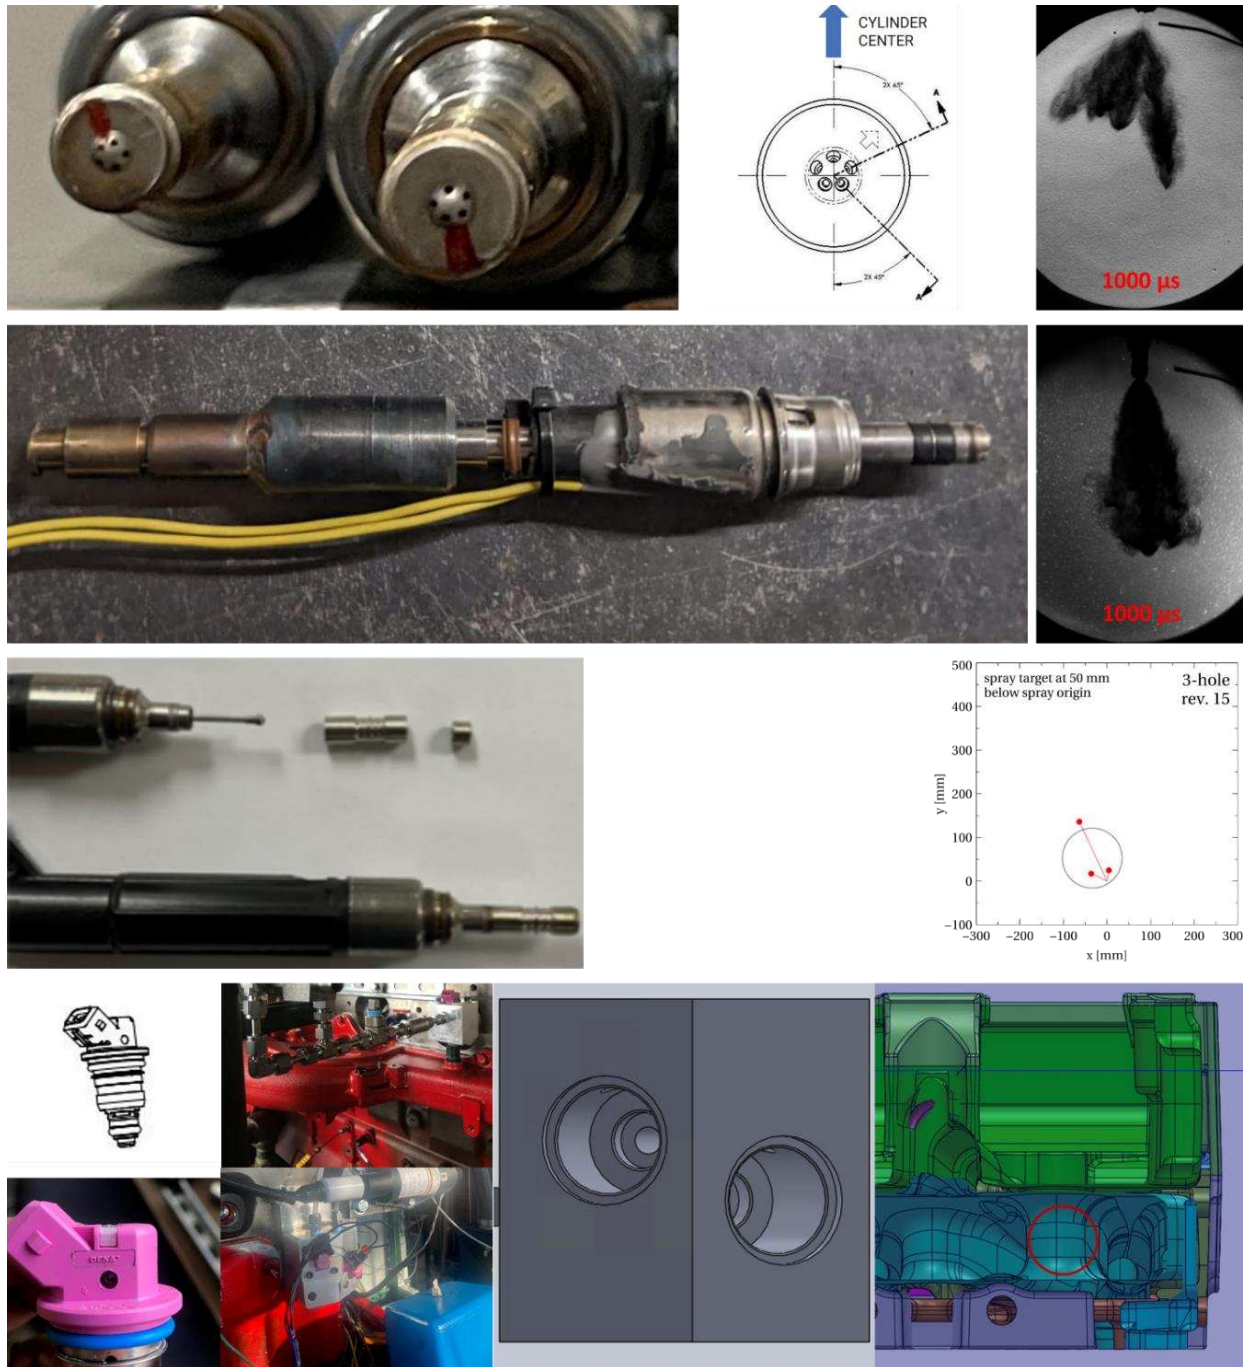 CYLINDER
CENTER
2X 65°
A
2X 45°
A
1000 µs
1000 µs
spray target at 50 mm
below spray origin
3-hole
rev. 15
500
400
300
200
100
0
−100
y [mm]
−300 −200 −100 0 100 200 300
x [mm]